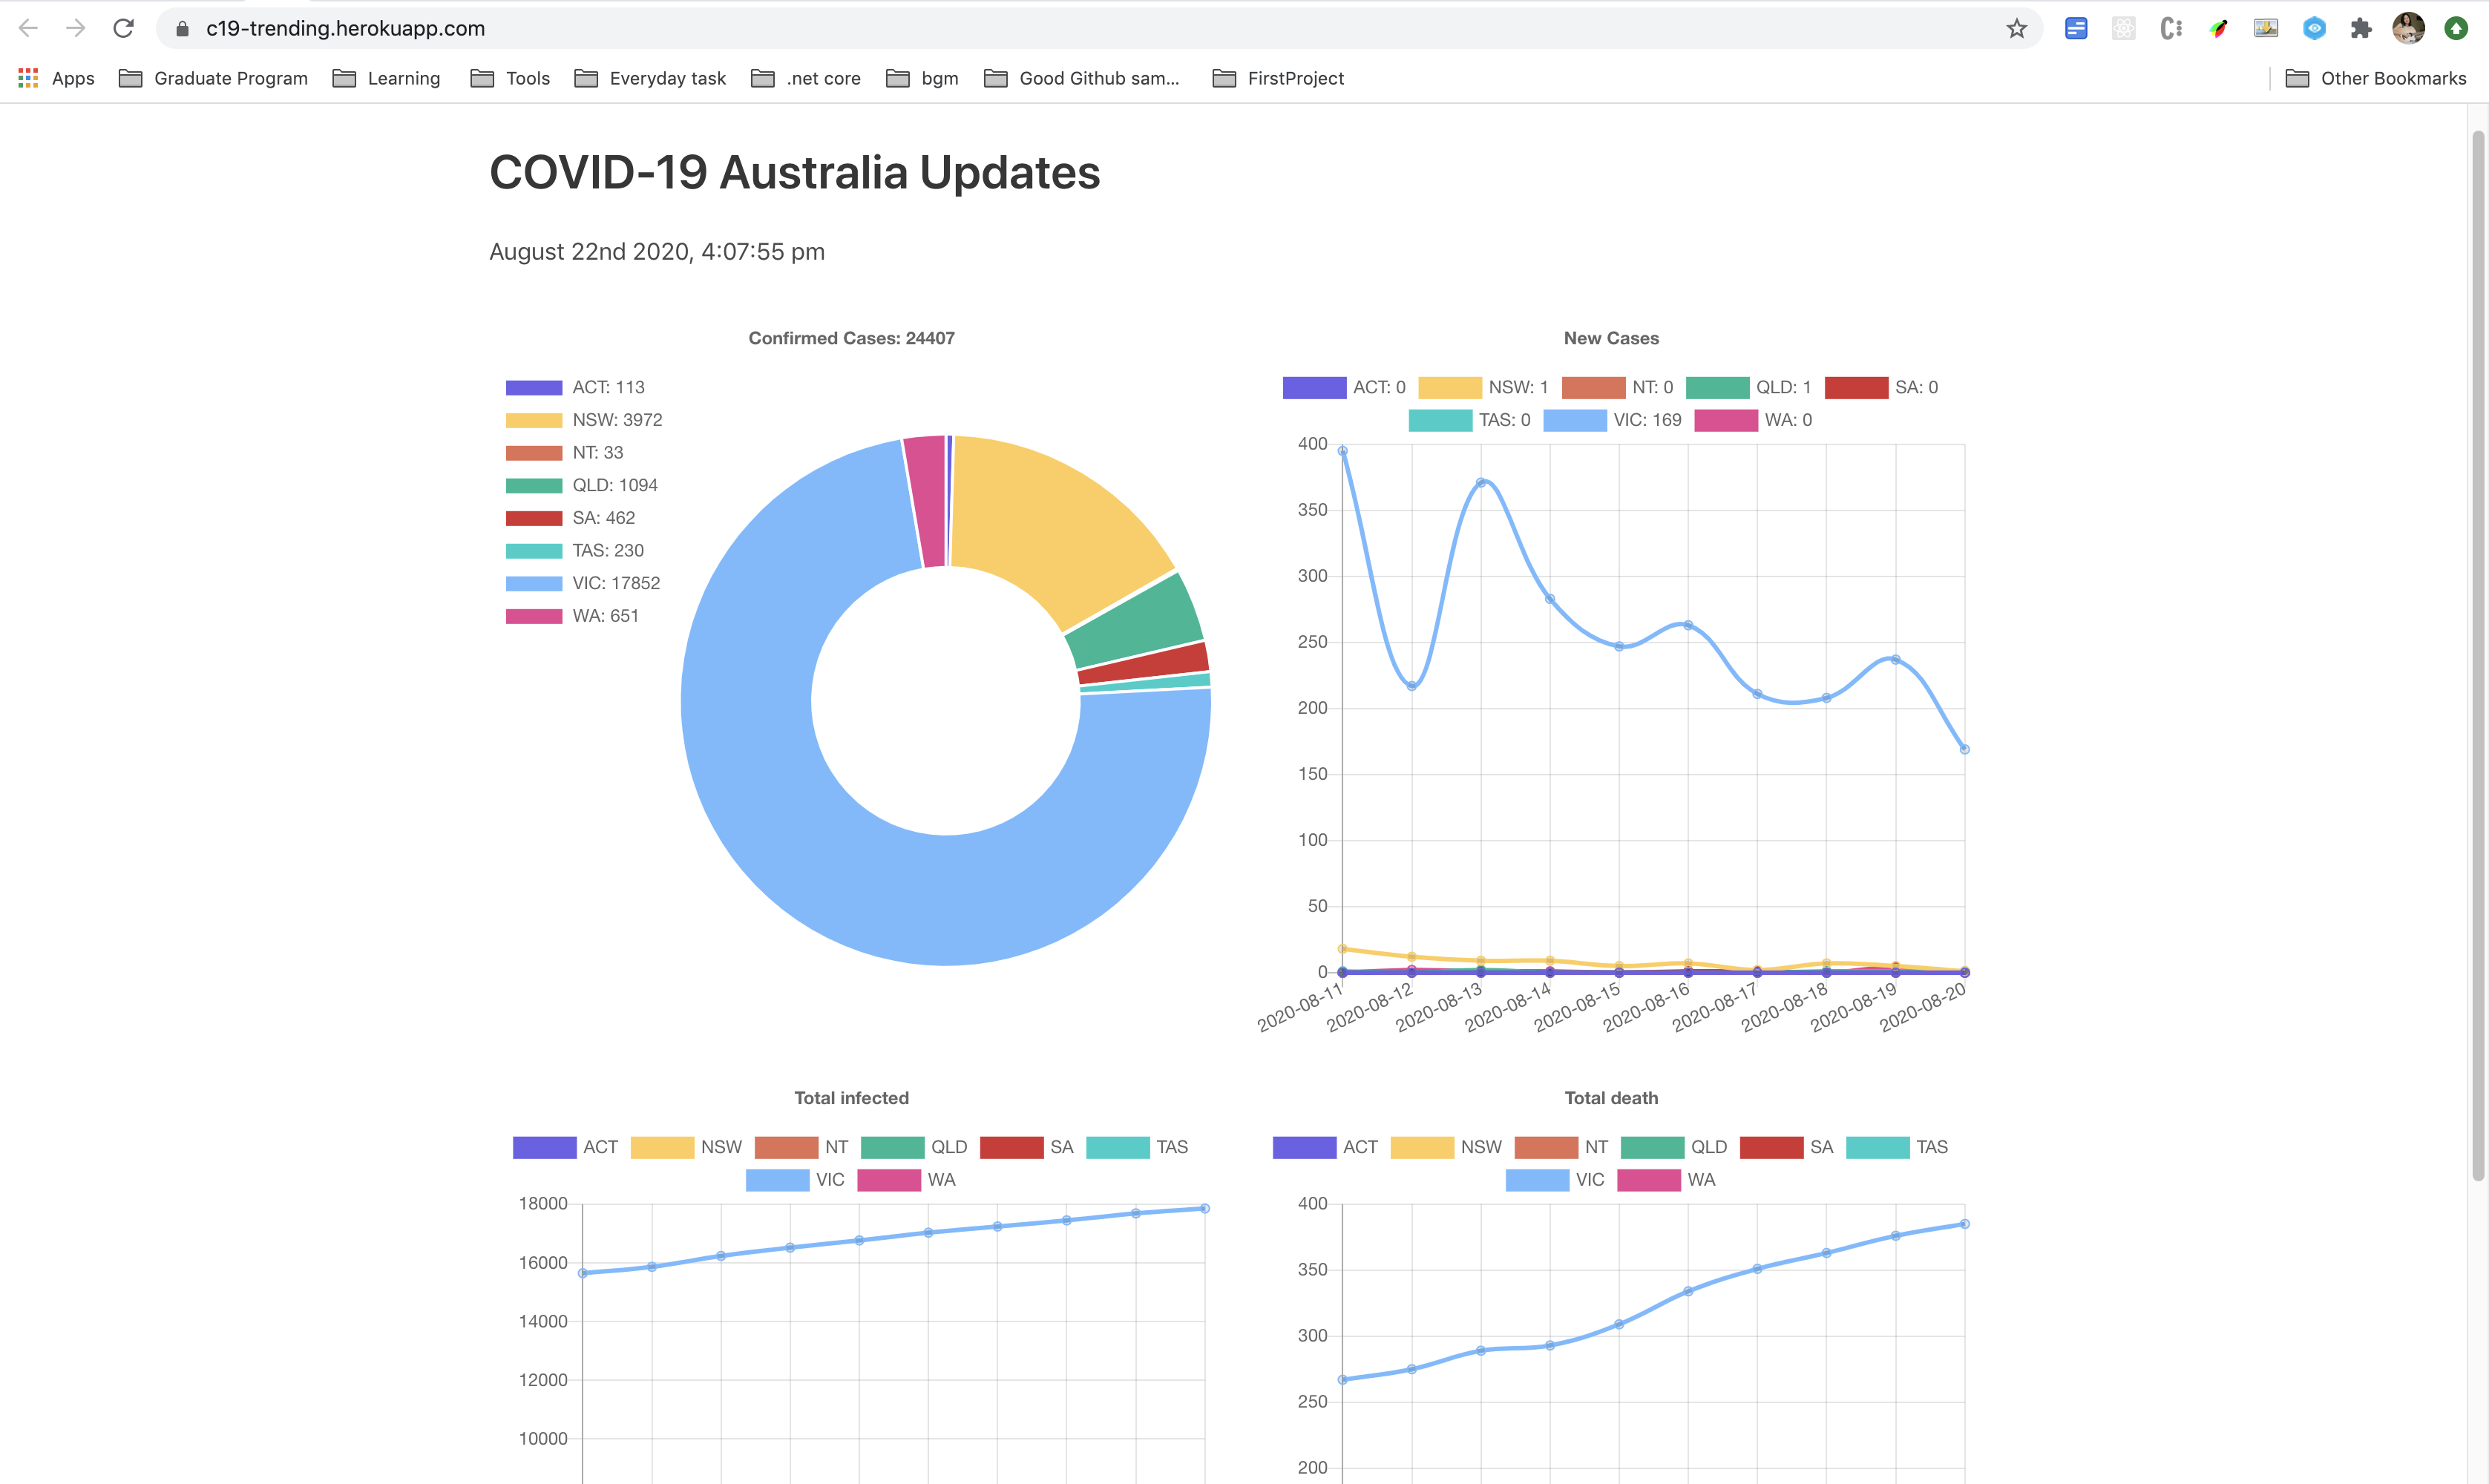 c19-trending.herokuapp.com
Apps Graduate Program Learning Tools Everyday task .net core bgm Good Github sam... FirstProject Other Bookmarks
COVID-19 Australia Updates
August 22nd 2020, 4:07:55 pm
Confirmed Cases: 24407
ACT: 113
NSW: 3972
NT: 33
QLD: 1094
SA: 462
TAS: 230
VIC: 17852
WA: 651
New Cases
ACT: 0 NSW: 1 NT: 0 QLD: 1 SA: 0
TAS: 0 VIC: 169 WA: 0
400
350
300
250
200
150
100
50
0
2020-08-11 2020-08-12 2020-08-13 2020-08-14 2020-08-15 2020-08-16 2020-08-17 2020-08-18 2020-08-19 2020-08-20
Total infected
ACT NSW NT QLD SA TAS
VIC WA
18000
16000
14000
12000
10000
Total death
ACT NSW NT QLD SA TAS
VIC WA
400
350
300
250
200